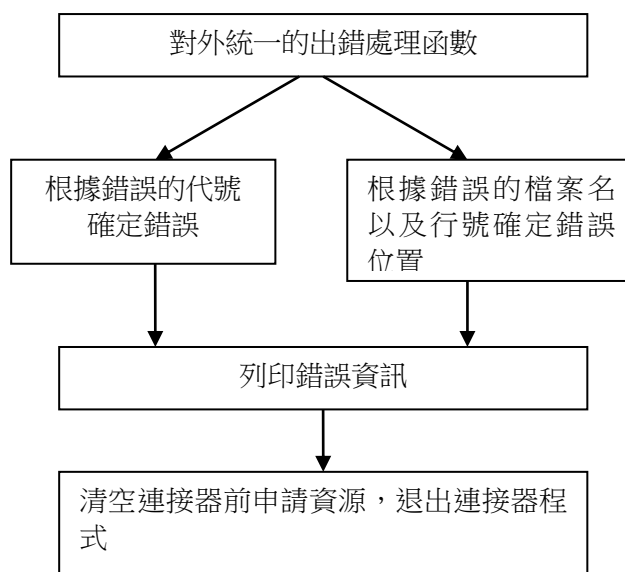 對外統一的出錯處理函數
根據錯誤的代號
確定錯誤
根據錯誤的檔案名
以及行號確定錯誤
位置
列印錯誤資訊
清空連接器前申請資源，退出連接器程
式